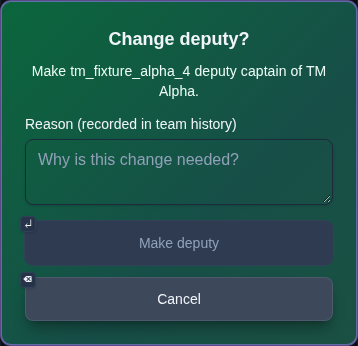 Change deputy?
Make tm_fixture_alpha_4 deputy captain of TM
Alpha.
Reason (recorded in team history)
Why is this change needed?
Make deputy
Cancel